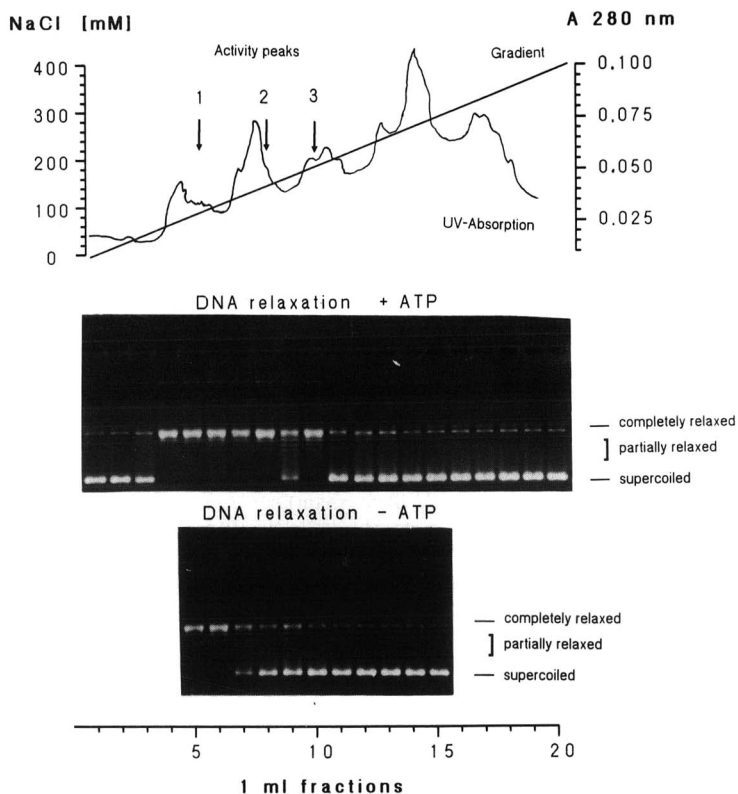 NaCl [mM]
A 280 nm
Activity peaks
Gradient
400
300
200
100
0
1
2
3
0.100
0.075
0.050
0.025
UV-Absorption
DNA relaxation + ATP
completely relaxed
partially relaxed
supercoiled
DNA relaxation - ATP
completely relaxed
partially relaxed
supercoiled
5
10
15
20
1 ml fractions